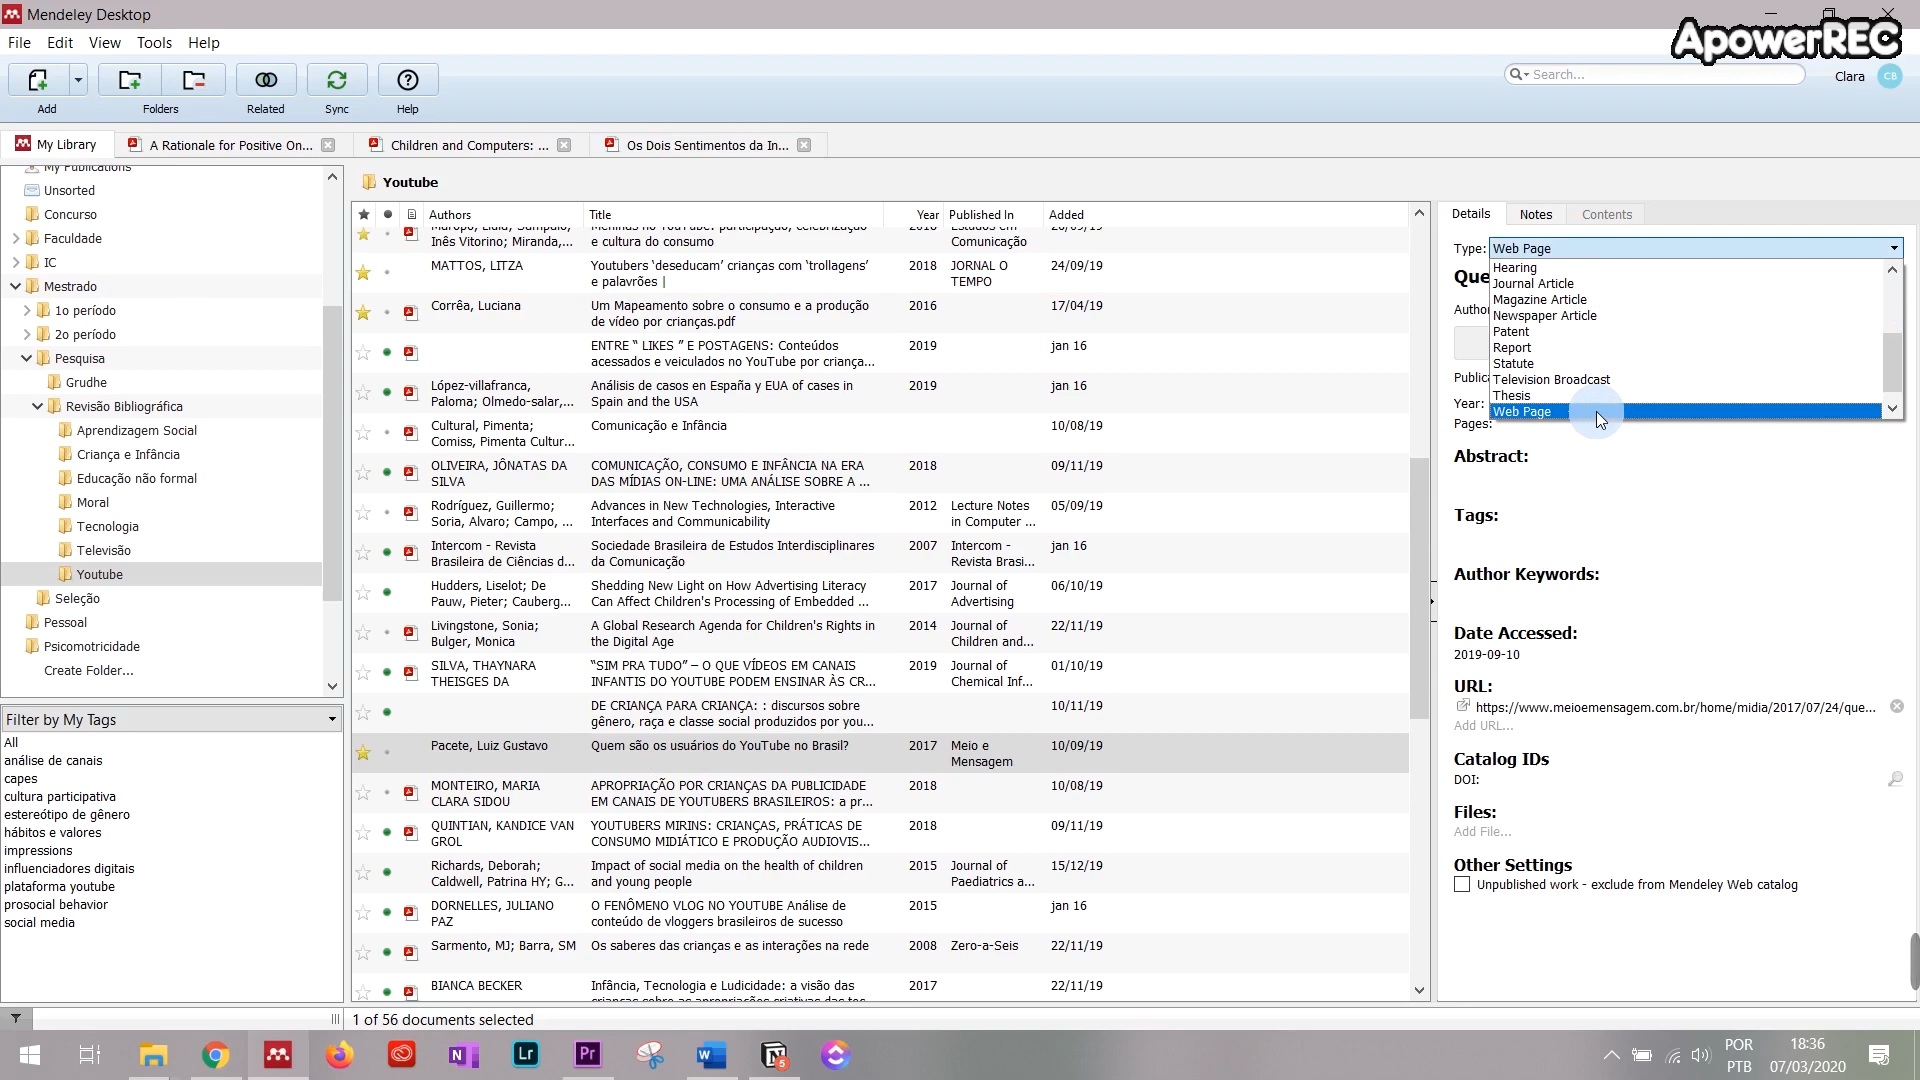 Mendeley Desktop
ApowerREC
File Edit View Tools Help
Search...
Clara CB
Add Folders Related Sync Help
My Library
A Rationale for Positive On...
Children and Computers: ...
Os Dois Sentimentos da In...
My Publications
Unsorted
Concurso
Faculdade
IC
Mestrado
1o período
2o período
Pesquisa
Grudhe
Revisão Bibliográfica
Aprendizagem Social
Criança e Infância
Educação não formal
Moral
Tecnologia
Televisão
Youtube
Seleção
Pessoal
Psicomotricidade
Create Folder...
Filter by My Tags
All
análise de canais
capes
cultura participativa
estereótipo de gênero
hábitos e valores
impressions
influenciadores digitais
plataforma youtube
prosocial behavior
social media
Youtube
Authors Title Year Published In Added
Inês Vitorino; Miranda,... e cultura do consumo Comunicação
MATTOS, LITZA Youtubers ‘deseducam’ crianças com ‘trollagens’ 2018 JORNAL O 24/09/19
e palavrões | TEMPO
Corrêa, Luciana Um Mapeamento sobre o consumo e a produção 2016 17/04/19
de vídeo por crianças.pdf
ENTRE “ LIKES ” E POSTAGENS: Conteúdos 2019 jan 16
acessados e veiculados no YouTube por criança...
López-villafranca, Análisis de casos en España y EUA of cases in 2019 jan 16
Paloma; Olmedo-salar,... Spain and the USA
Cultural, Pimenta; Comunicação e Infância 10/08/19
Comiss, Pimenta Cultur...
OLIVEIRA, JÔNATAS DA COMUNICAÇÃO, CONSUMO E INFÂNCIA NA ERA 2018 09/11/19
SILVA DAS MÍDIAS ON-LINE: UMA ANÁLISE SOBRE A ...
Rodríguez, Guillermo; Advances in New Technologies, Interactive 2012 Lecture Notes 05/09/19
Soria, Alvaro; Campo, ... Interfaces and Communicability in Computer ...
Intercom - Revista Sociedade Brasileira de Estudos Interdisciplinares 2007 Intercom - jan 16
Brasileira de Ciências d... da Comunicação Revista Brasi...
Hudders, Liselot; De Shedding New Light on How Advertising Literacy 2017 Journal of 06/10/19
Pauw, Pieter; Cauberg... Can Affect Children's Processing of Embedded ... Advertising
Livingstone, Sonia; A Global Research Agenda for Children's Rights in 2014 Journal of 22/11/19
Bulger, Monica the Digital Age Children and...
SILVA, THAYNARA “SIM PRA TUDO” – O QUE VÍDEOS EM CANAIS 2019 Journal of 01/10/19
THEISGES DA INFANTIS DO YOUTUBE PODEM ENSINAR ÀS CR... Chemical Inf...
DE CRIANÇA PARA CRIANÇA: : discursos sobre 10/11/19
gênero, raça e classe social produzidos por you...
Pacete, Luiz Gustavo Quem são os usuários do YouTube no Brasil? 2017 Meio e 10/09/19
Mensagem
MONTEIRO, MARIA APROPRIAÇÃO POR CRIANÇAS DA PUBLICIDADE 2018 10/08/19
CLARA SIDOU EM CANAIS DE YOUTUBERS BRASILEIROS: a pr...
QUINTIAN, KANDICE VAN YOUTUBERS MIRINS: CRIANÇAS, PRÁTICAS DE 2018 09/11/19
GROL CONSUMO MIDIÁTICO E PRODUÇÃO AUDIOVIS...
Richards, Deborah; Impact of social media on the health of children 2015 Journal of 15/12/19
Caldwell, Patrina HY; G... and young people Paediatrics a...
DORNELLES, JULIANO O FENÔMENO VLOG NO YOUTUBE Análise de 2015 jan 16
PAZ conteúdo de vloggers brasileiros de sucesso
Sarmento, MJ; Barra, SM Os saberes das crianças e as interações na rede 2008 Zero-a-Seis 22/11/19
BIANCA BECKER Infância, Tecnologia e Ludicidade: a visão das 2017 22/11/19
1 of 56 documents selected
Details Notes Contents
Type: Web Page
Hearing
Journal Article
Magazine Article
Newspaper Article
Patent
Report
Statute
Television Broadcast
Thesis
Web Page
Que
Autho
Publica
Year:
Pages:
Abstract:
Tags:
Author Keywords:
Date Accessed:
2019-09-10
URL:
https://www.meioemensagem.com.br/home/midia/2017/07/24/que...
Add URL...
Catalog IDs
DOI:
Files:
Add File...
Other Settings
Unpublished work - exclude from Mendeley Web catalog
N Lr Pr W 5
POR 18:36
PTB 07/03/2020